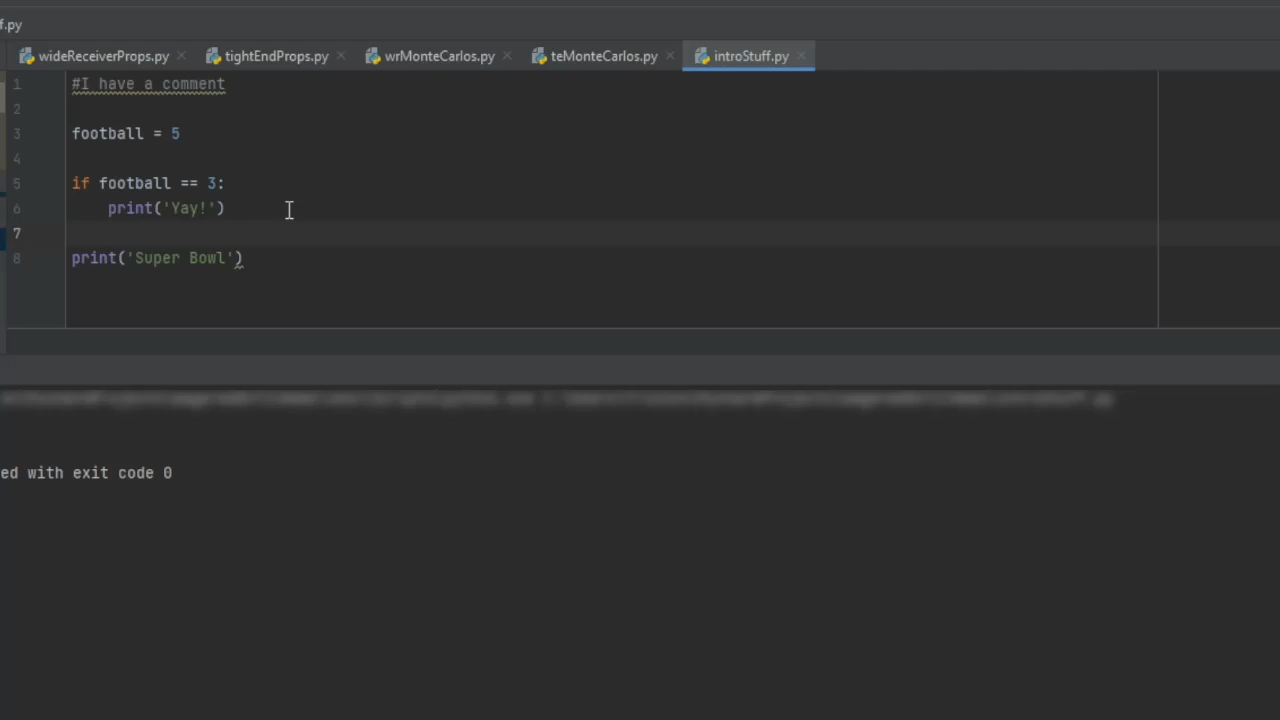 f.py
wideReceiverProps.py tightEndProps.py wrMonteCarlos.py teMonteCarlos.py introStuff.py
1 #I have a comment
2
3 football = 5
4
5 if football == 3:
6     print('Yay!')
7
8 print('Super Bowl')
ed with exit code 0